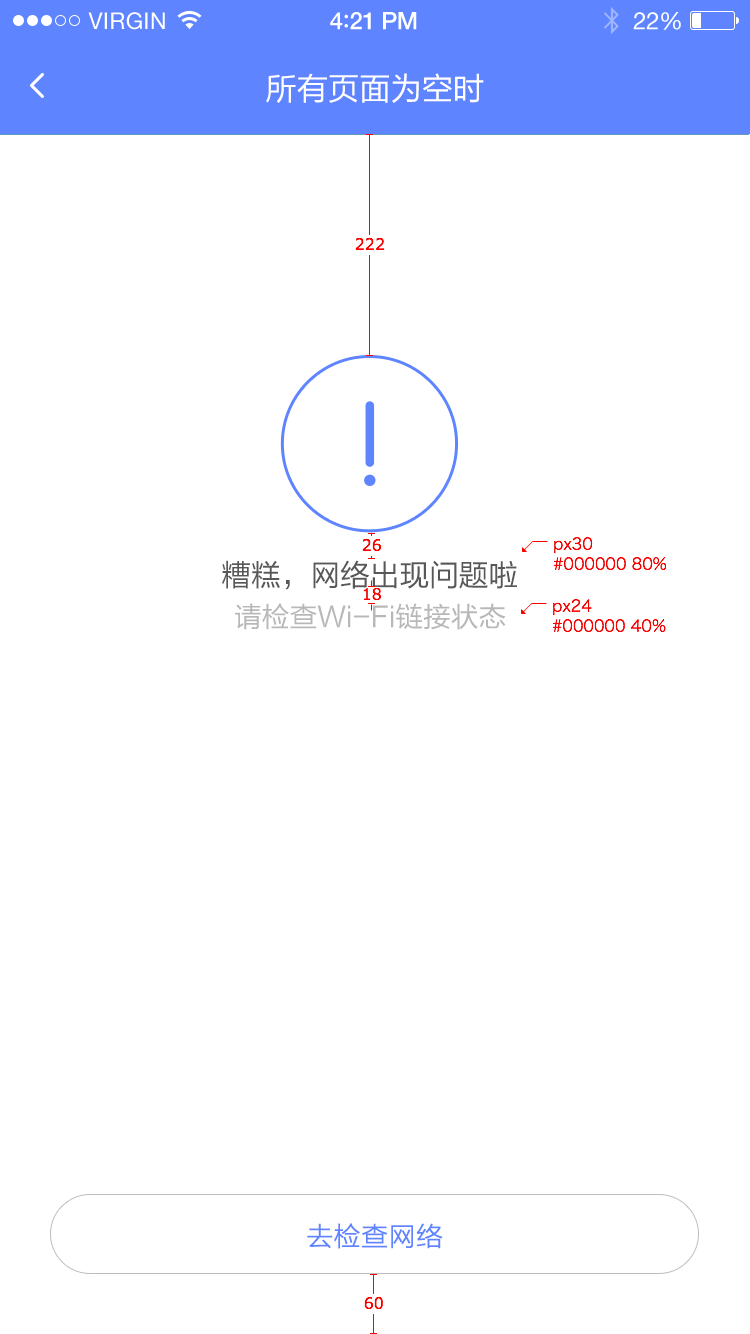 VIRGIN 4:21 PM 22%
所有页面为空时
222
26
px30
#000000 80%
糟糕，网络出现问题啦
18
px24
请检查Wi-Fi链接状态
#000000 40%
去检查网络
60